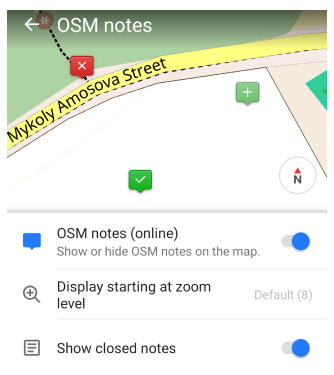 OSM notes
Mykoly Amosova Street
N
OSM notes (online)
Show or hide OSM notes on the map.
Display starting at zoom
level
Default (8)
Show closed notes